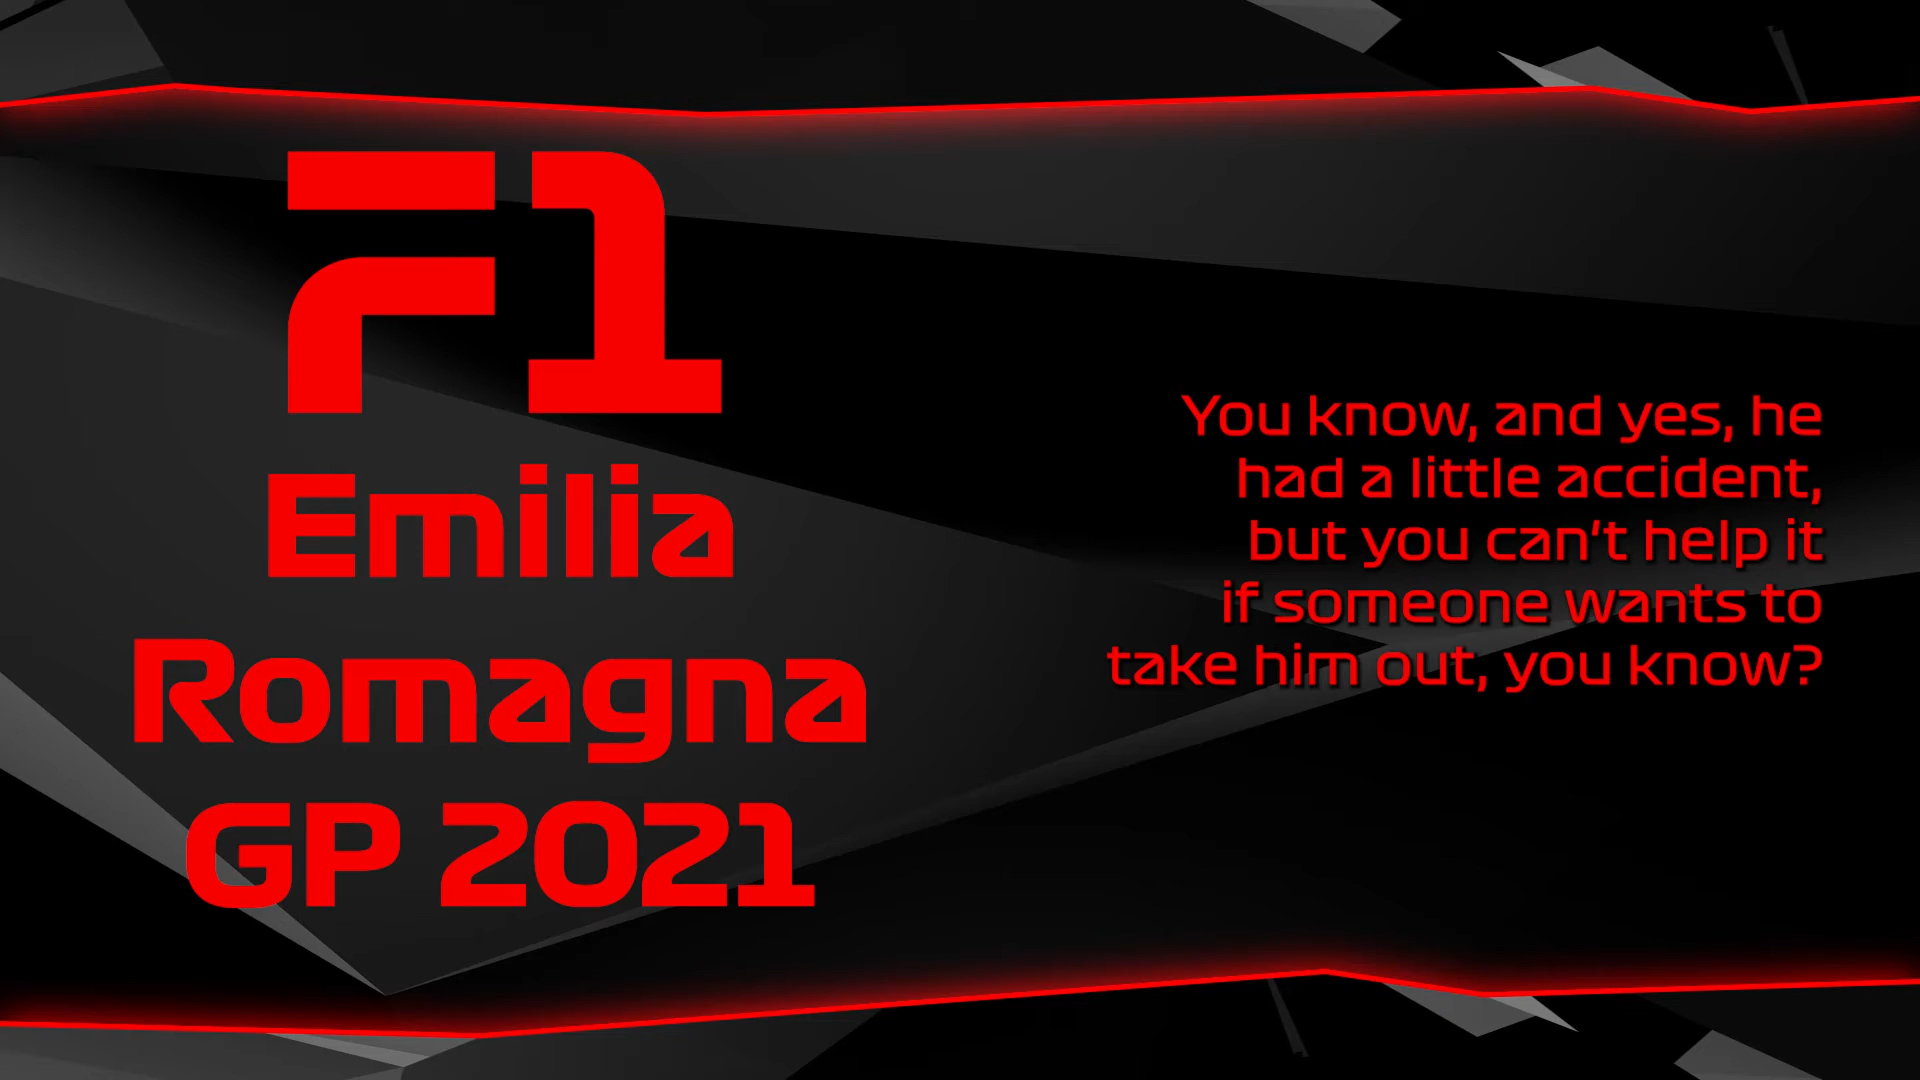 F1
Emilia
Romagna
GP 2021
You know, and yes, he
had a little accident,
but you can't help it
if someone wants to
take him out, you know?